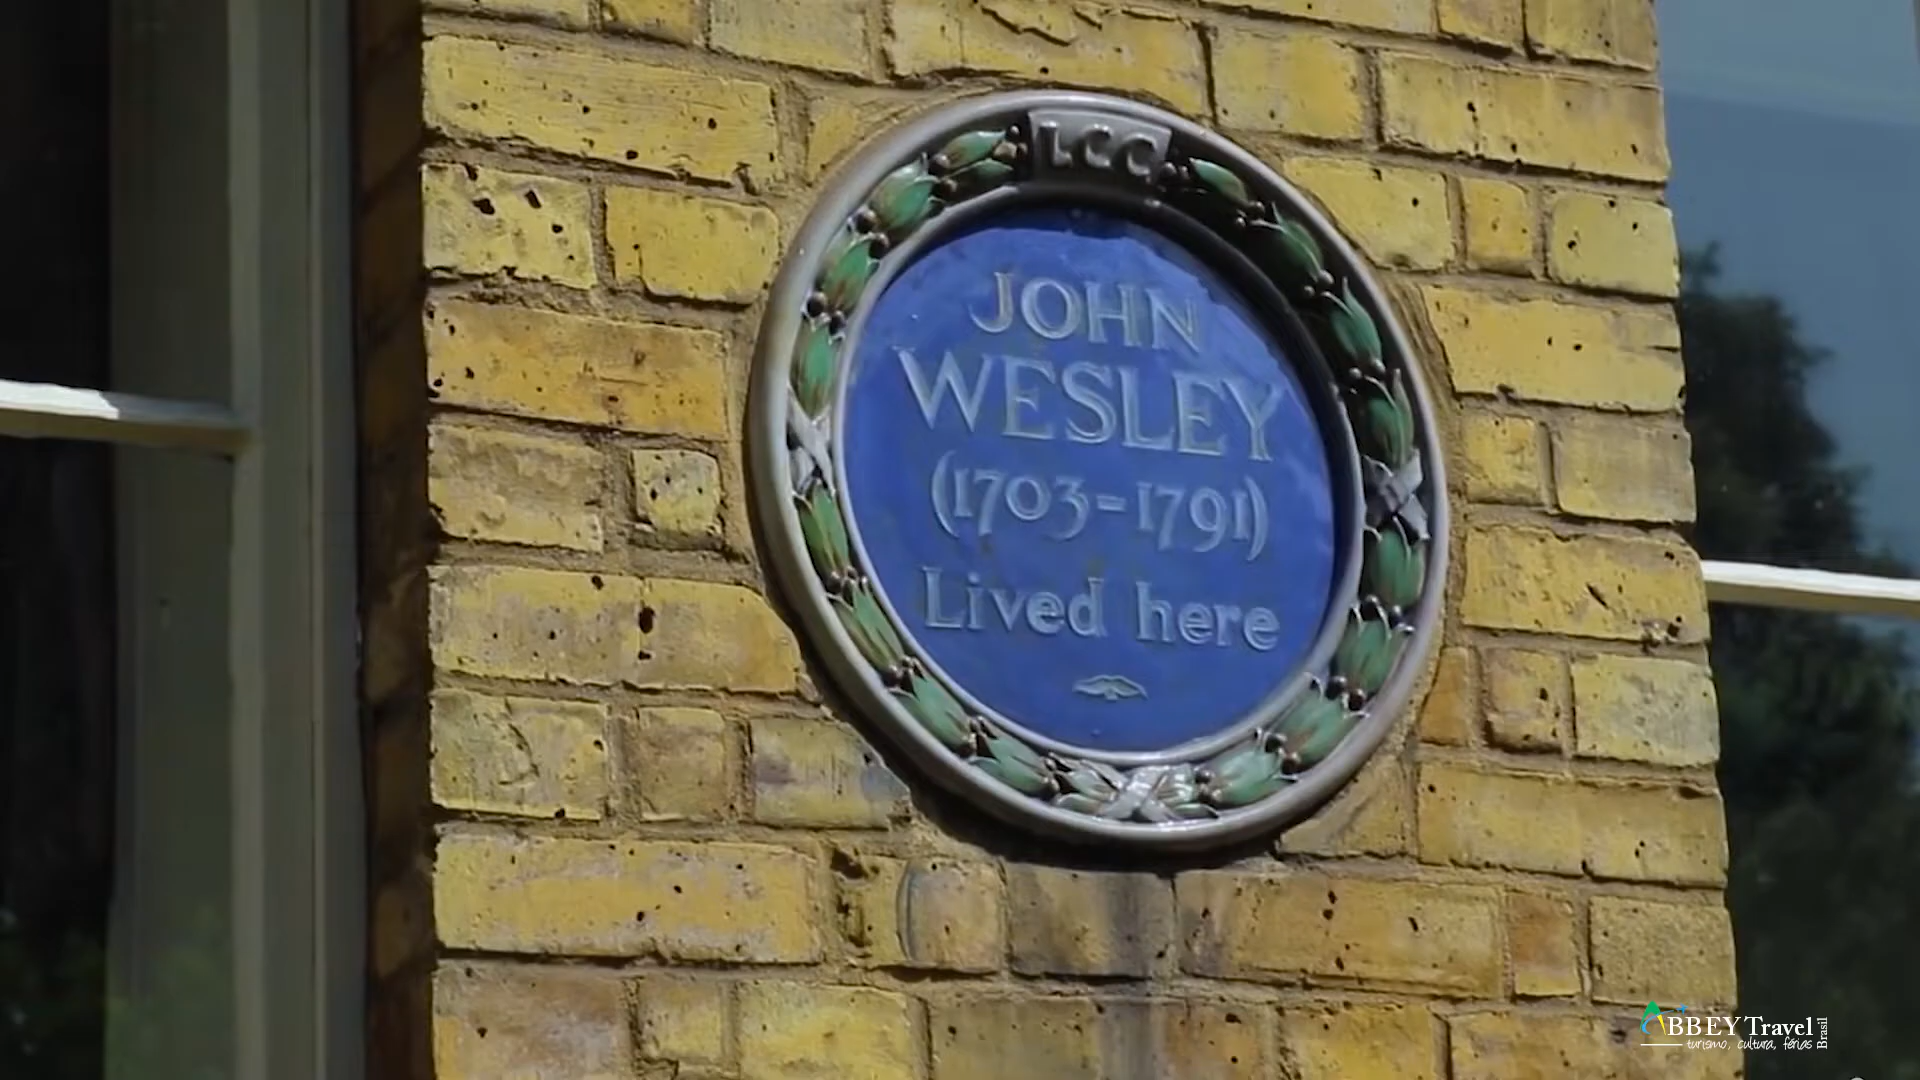 LCC
JOHN
WESLEY
(1703-1791)
Lived here
ABBEY Travel Brasil
turismo, cultura, férias